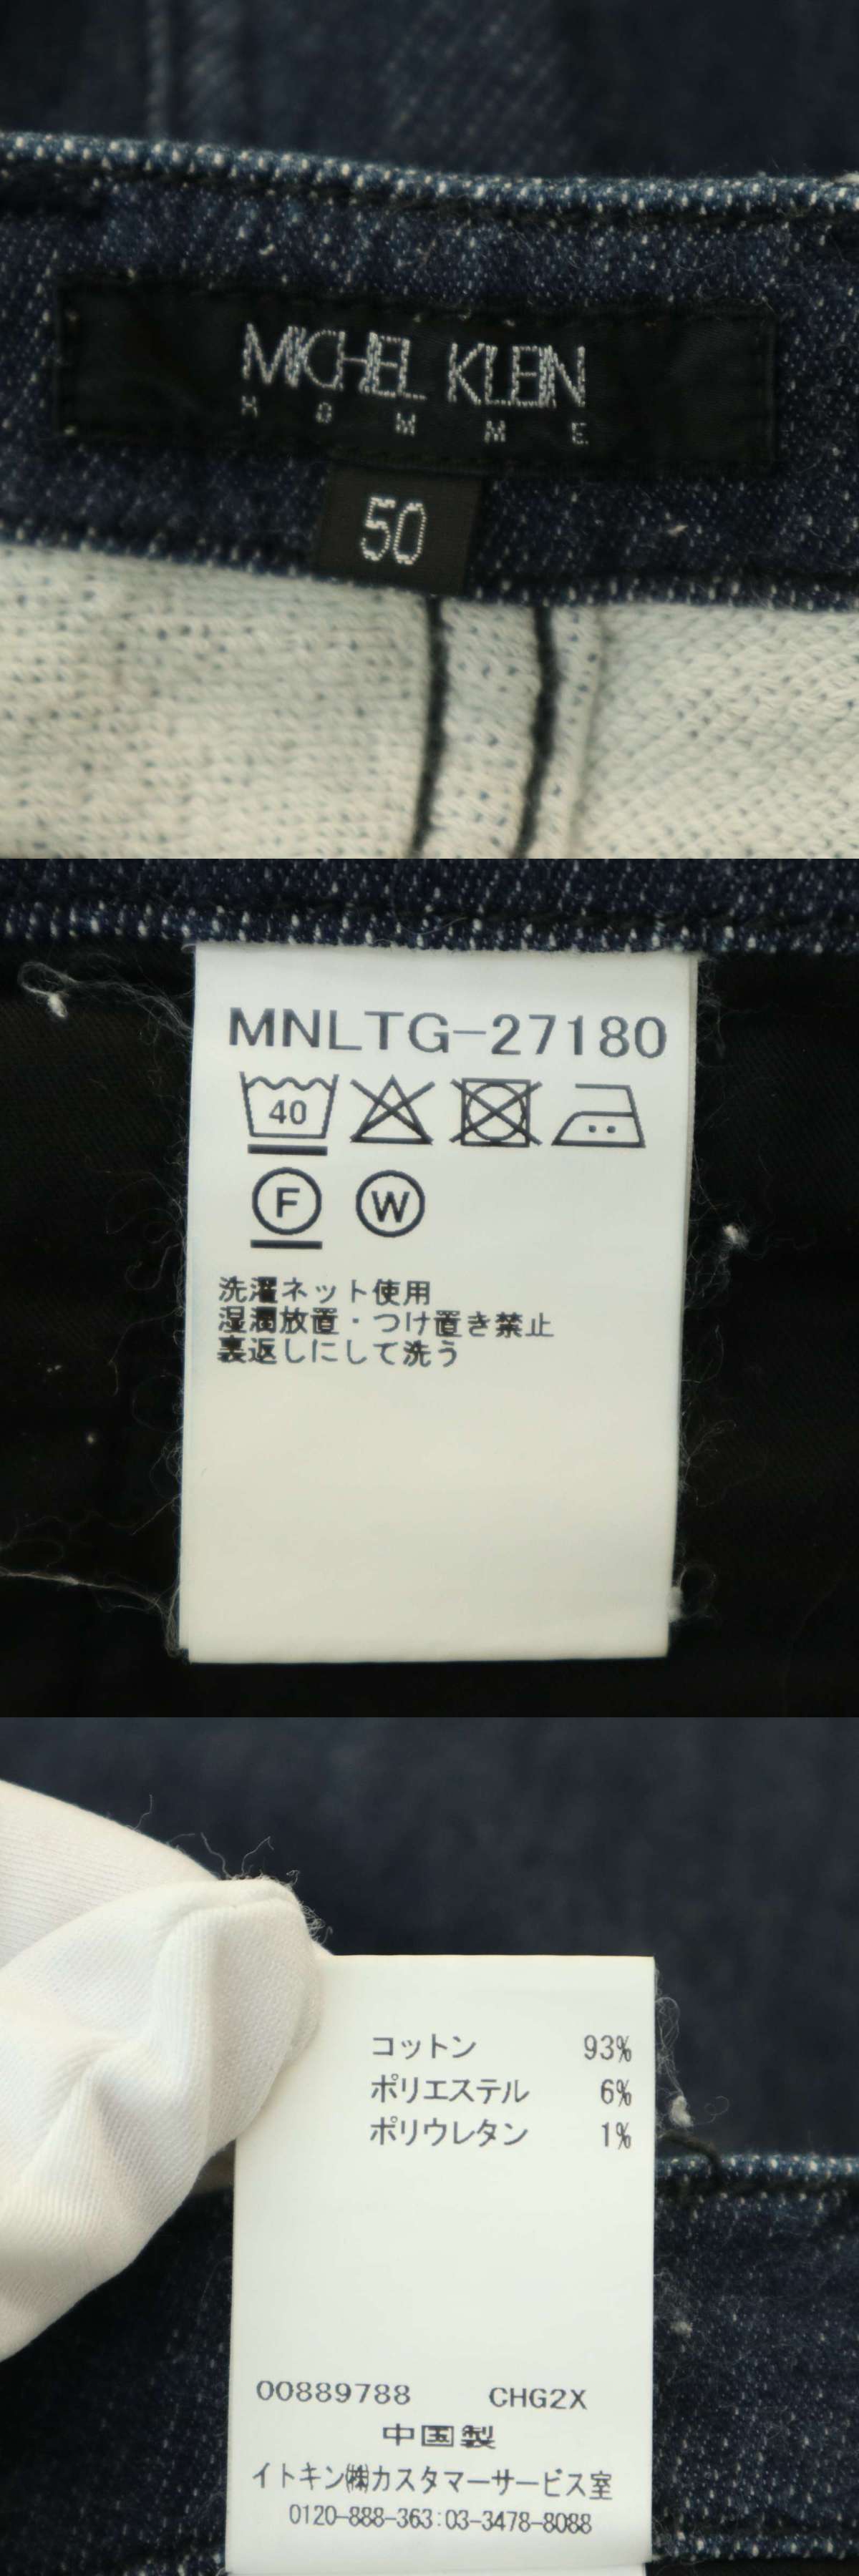 MICHEL KLEIN
HOMME
50
MNLTG-27180
40
F W
洗濯ネット使用
湿潤放置・つけ置き禁止
裏返しにして洗う
コットン 93%
ポリエステル 6%
ポリウレタン 1%
00889788 CHG2X
中国製
イトキン㈱カスタマーサービス室
0120-888-363:03-3478-8088